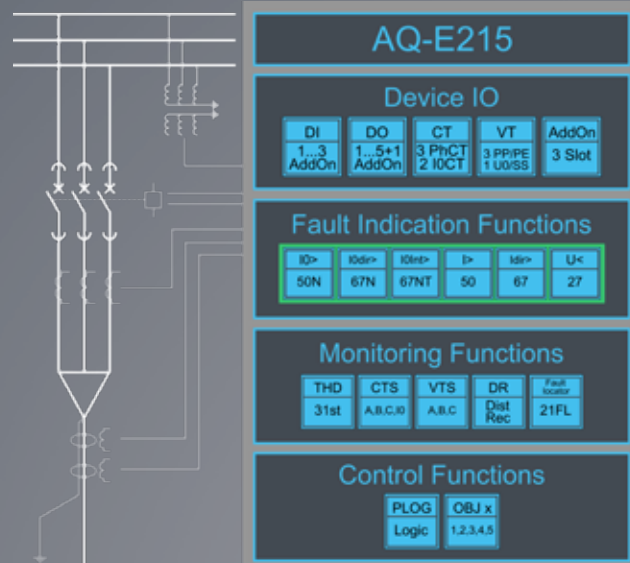 AQ-E215
Device IO
DI DO CT VT AddOn
1...3 1...5+1 3 PhCT 3 PP/PE 3 Slot
AddOn AddOn 2 I0CT 1 U0/SS
Fault Indication Functions
I0> I0dir> I0Int> I> Idir> U<
50N 67N 67NT 50 67 27
Monitoring Functions
THD CTS VTS DR Fault locator
31st A,B,C,I0 A,B,C Dist Rec 21FL
Control Functions
PLOG OBJ x
Logic 1,2,3,4,5